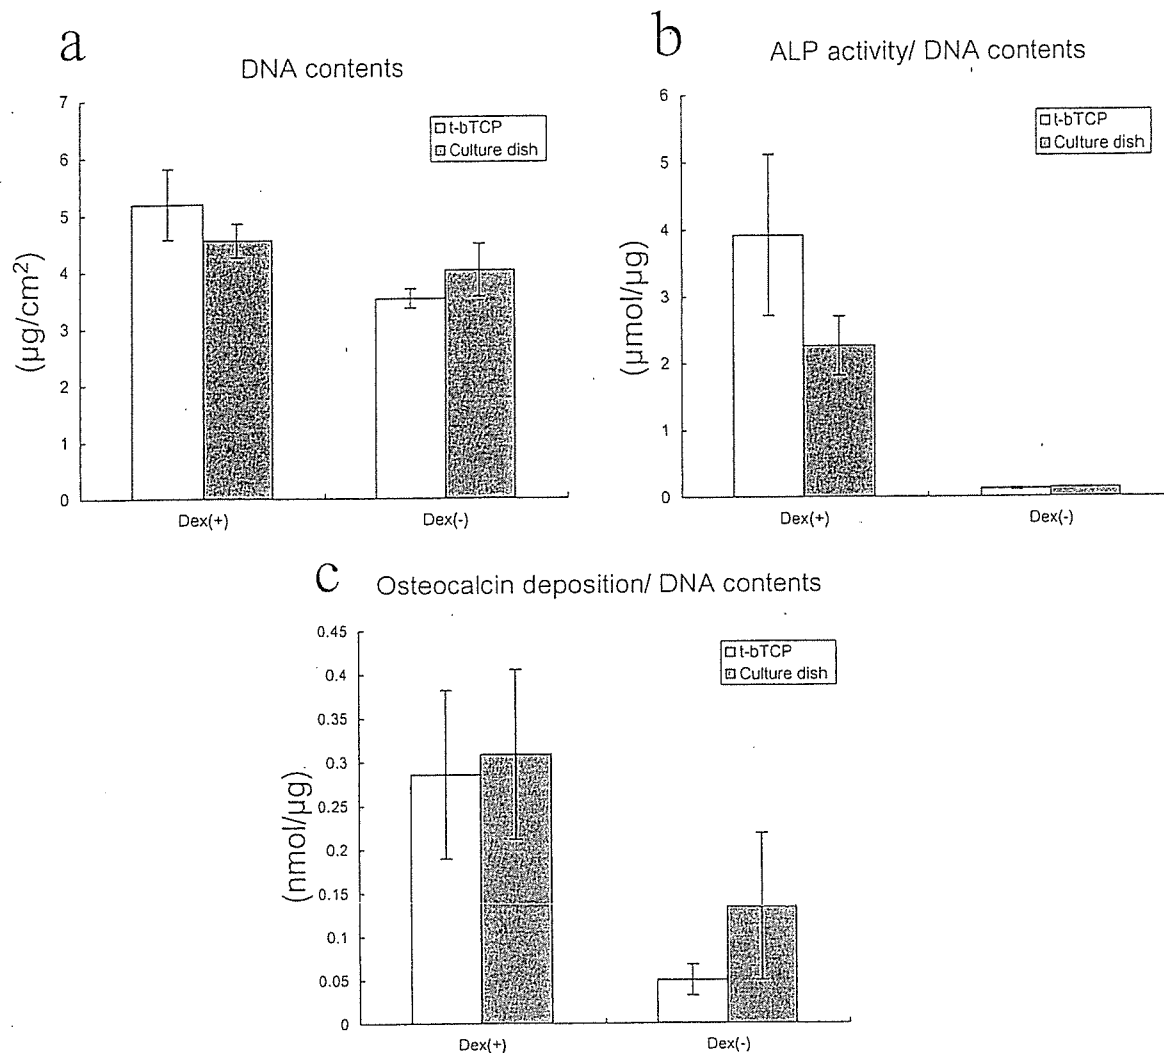 a
DNA contents
7
6
5
4
3
2
1
0
(µg/cm²)
t-bTCP
Culture dish
Dex(+)
Dex(-)
b
ALP activity/ DNA contents
6
5
4
3
2
1
0
(µmol/µg)
t-bTCP
Culture dish
Dex(+)
Dex(-)
c
Osteocalcin deposition/ DNA contents
0.45
0.4
0.35
0.3
0.25
0.2
0.15
0.1
0.05
0
(nmol/µg)
t-bTCP
Culture dish
Dex(+)
Dex(-)